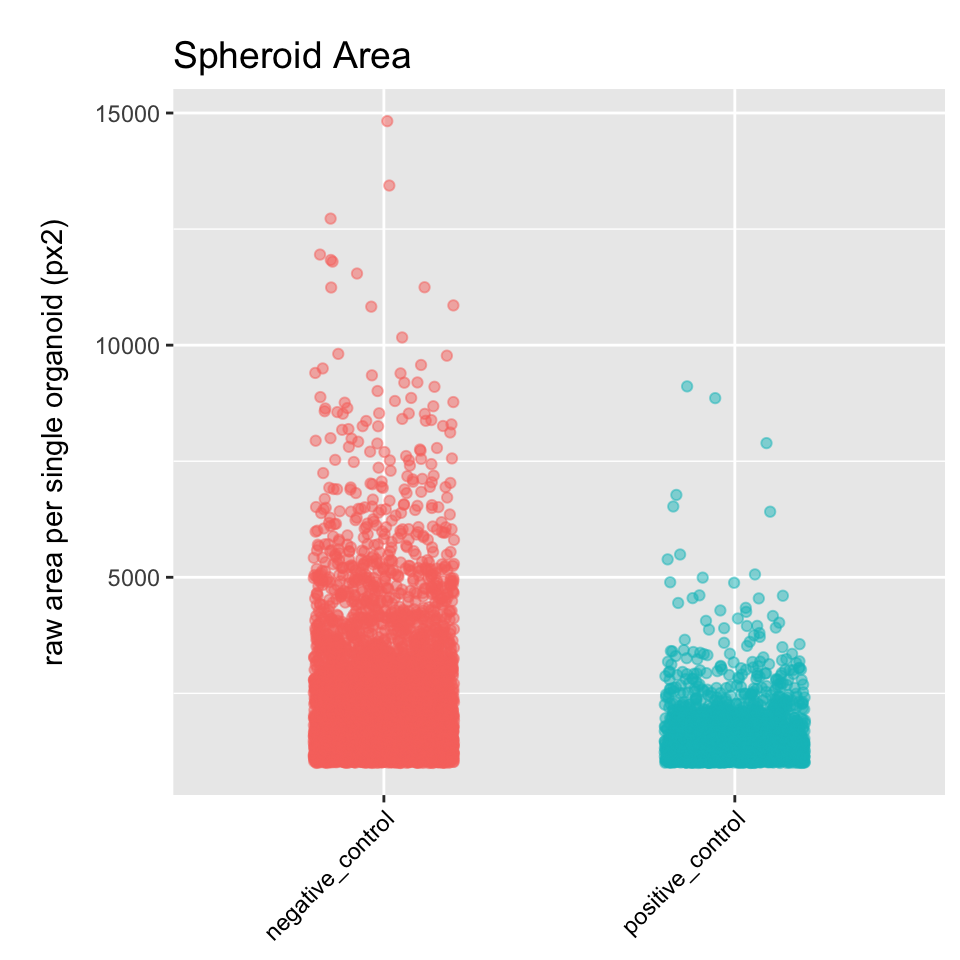 Spheroid Area
raw area per single organoid (px2)
15000
10000
5000
negative_control
positive_control